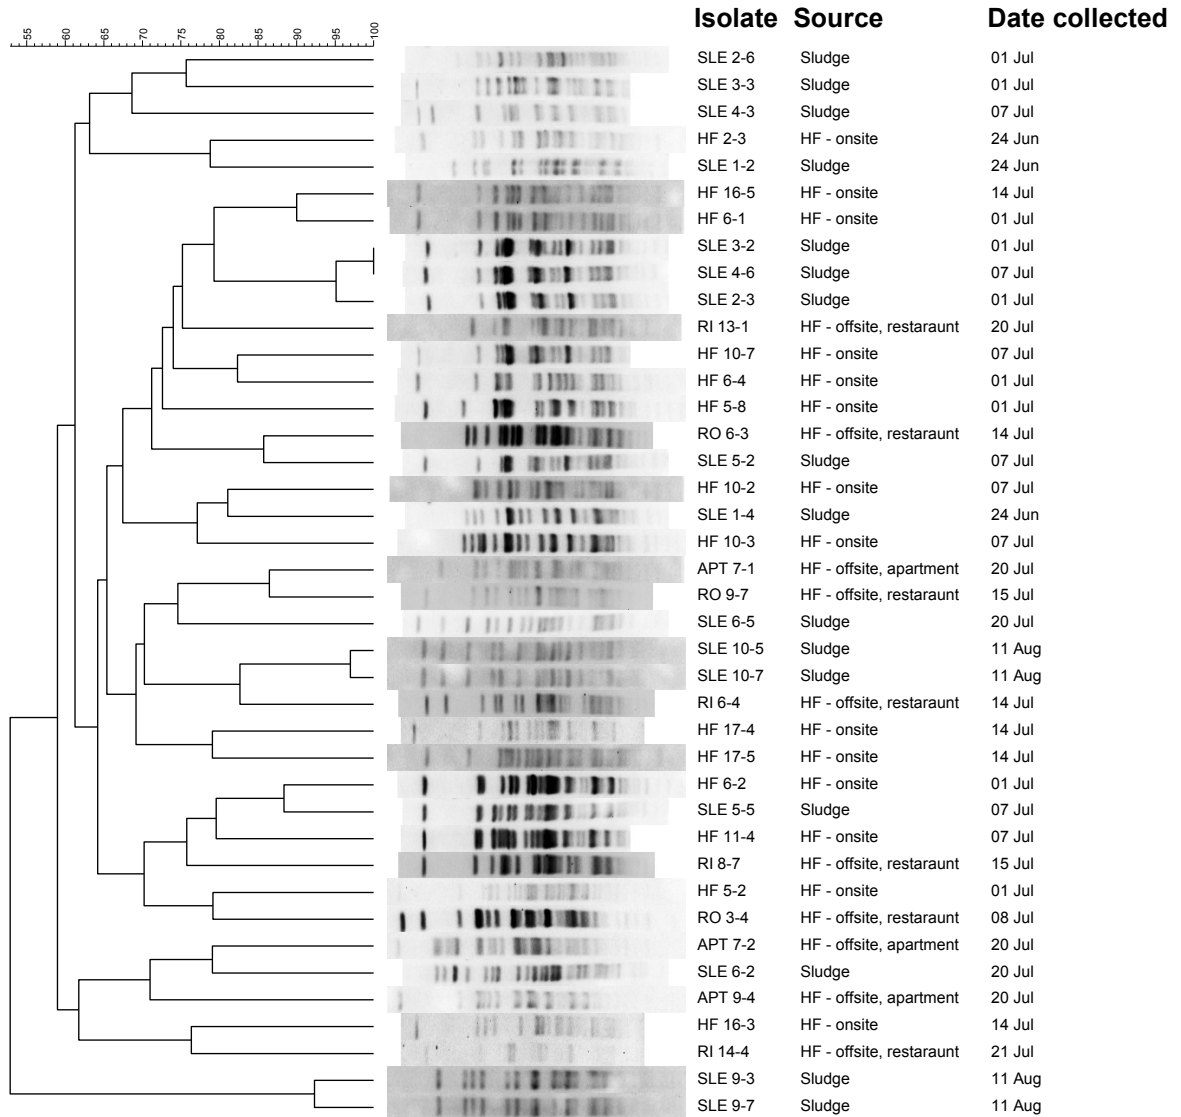 Isolate Source Date collected
55 60 65 70 75 80 85 90 95 100
SLE 2-6 Sludge 01 Jul
SLE 3-3 Sludge 01 Jul
SLE 4-3 Sludge 07 Jul
HF 2-3 HF - onsite 24 Jun
SLE 1-2 Sludge 24 Jun
HF 16-5 HF - onsite 14 Jul
HF 6-1 HF - onsite 01 Jul
SLE 3-2 Sludge 01 Jul
SLE 4-6 Sludge 07 Jul
SLE 2-3 Sludge 01 Jul
RI 13-1 HF - offsite, restaraunt 20 Jul
HF 10-7 HF - onsite 07 Jul
HF 6-4 HF - onsite 01 Jul
HF 5-8 HF - onsite 01 Jul
RO 6-3 HF - offsite, restaraunt 14 Jul
SLE 5-2 Sludge 07 Jul
HF 10-2 HF - onsite 07 Jul
SLE 1-4 Sludge 24 Jun
HF 10-3 HF - onsite 07 Jul
APT 7-1 HF - offsite, apartment 20 Jul
RO 9-7 HF - offsite, restaraunt 15 Jul
SLE 6-5 Sludge 20 Jul
SLE 10-5 Sludge 11 Aug
SLE 10-7 Sludge 11 Aug
RI 6-4 HF - offsite, restaraunt 14 Jul
HF 17-4 HF - onsite 14 Jul
HF 17-5 HF - onsite 14 Jul
HF 6-2 HF - onsite 01 Jul
SLE 5-5 Sludge 07 Jul
HF 11-4 HF - onsite 07 Jul
RI 8-7 HF - offsite, restaraunt 15 Jul
HF 5-2 HF - onsite 01 Jul
RO 3-4 HF - offsite, restaraunt 08 Jul
APT 7-2 HF - offsite, apartment 20 Jul
SLE 6-2 Sludge 20 Jul
APT 9-4 HF - offsite, apartment 20 Jul
HF 16-3 HF - onsite 14 Jul
RI 14-4 HF - offsite, restaraunt 21 Jul
SLE 9-3 Sludge 11 Aug
SLE 9-7 Sludge 11 Aug